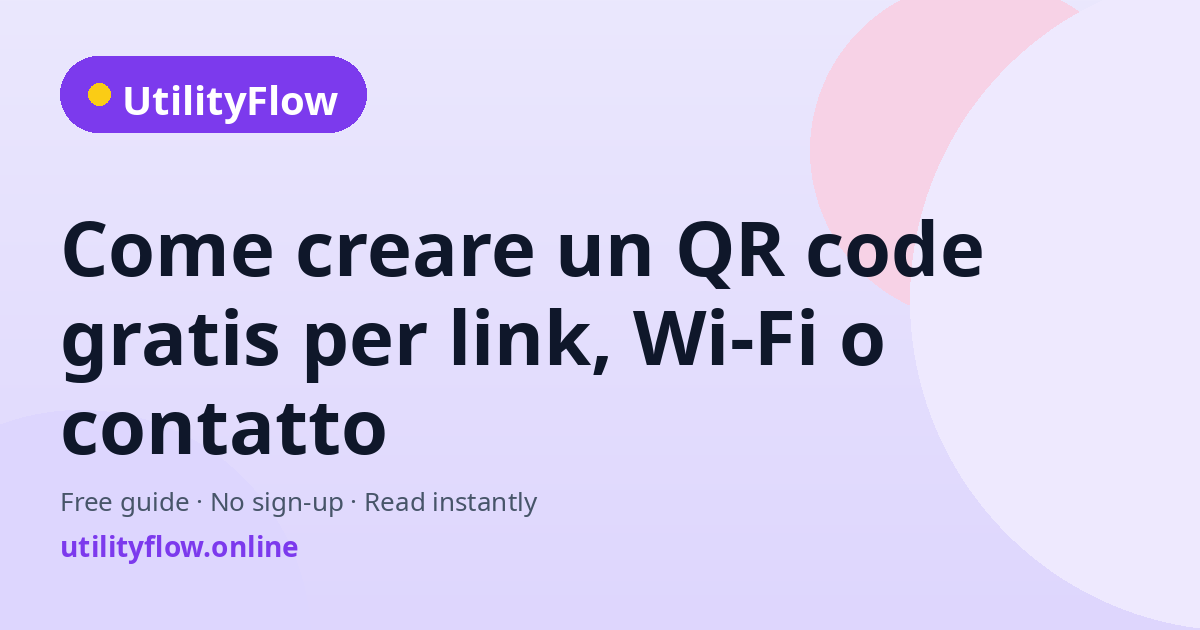 UtilityFlow
Come creare un QR code
gratis per link, Wi-Fi o
contatto
Free guide · No sign-up · Read instantly
utilityflow.online